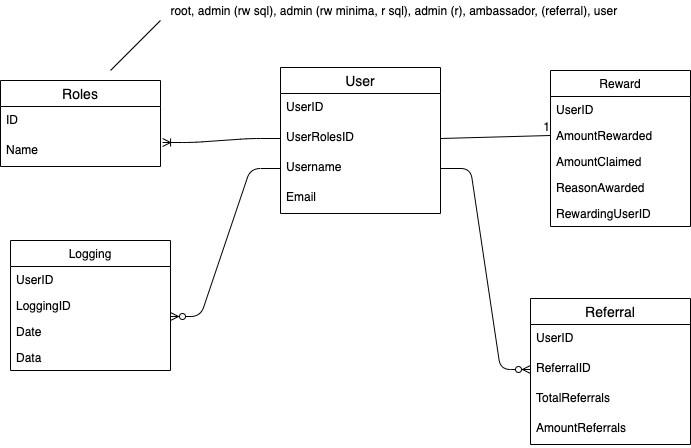 root, admin (rw sql), admin (rw minima, r sql), admin (r), ambassador, (referral), user
Roles
ID
Name
User
UserID
UserRolesID
Username
Email
Reward
UserID
1
AmountRewarded
AmountClaimed
ReasonAwarded
RewardingUserID
Logging
UserID
LoggingID
Date
Data
Referral
UserID
ReferralID
TotalReferrals
AmountReferrals